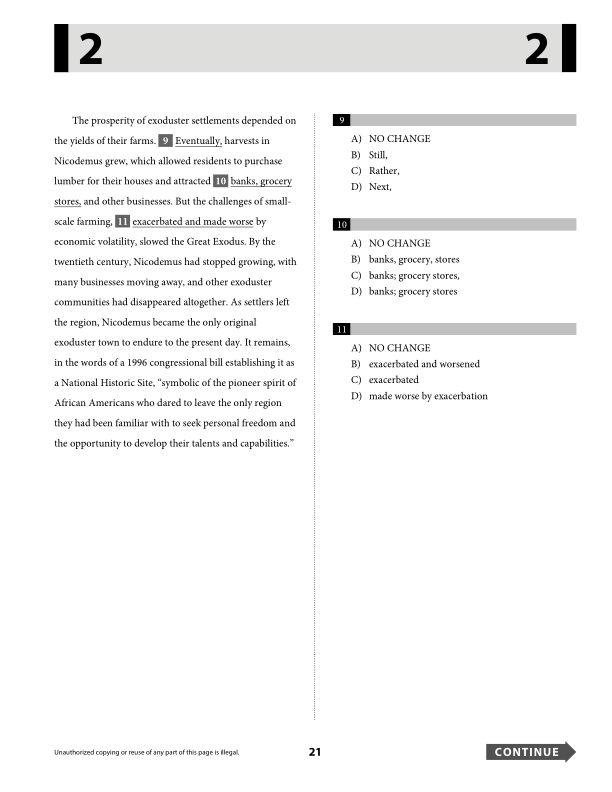 2 2
The prosperity of exoduster settlements depended on
the yields of their farms. 9 Eventually, harvests in
Nicodemus grew, which allowed residents to purchase
lumber for their houses and attracted 10 banks, grocery
stores, and other businesses. But the challenges of small-
scale farming, 11 exacerbated and made worse by
economic volatility, slowed the Great Exodus. By the
twentieth century, Nicodemus had stopped growing, with
many businesses moving away, and other exoduster
communities had disappeared altogether. As settlers left
the region, Nicodemus became the only original
exoduster town to endure to the present day. It remains,
in the words of a 1996 congressional bill establishing it as
a National Historic Site, “symbolic of the pioneer spirit of
African Americans who dared to leave the only region
they had been familiar with to seek personal freedom and
the opportunity to develop their talents and capabilities.”
9
A) NO CHANGE
B) Still,
C) Rather,
D) Next,
10
A) NO CHANGE
B) banks, grocery, stores
C) banks; grocery stores,
D) banks; grocery stores
11
A) NO CHANGE
B) exacerbated and worsened
C) exacerbated
D) made worse by exacerbation
Unauthorized copying or reuse of any part of this page is illegal.
21
CONTINUE